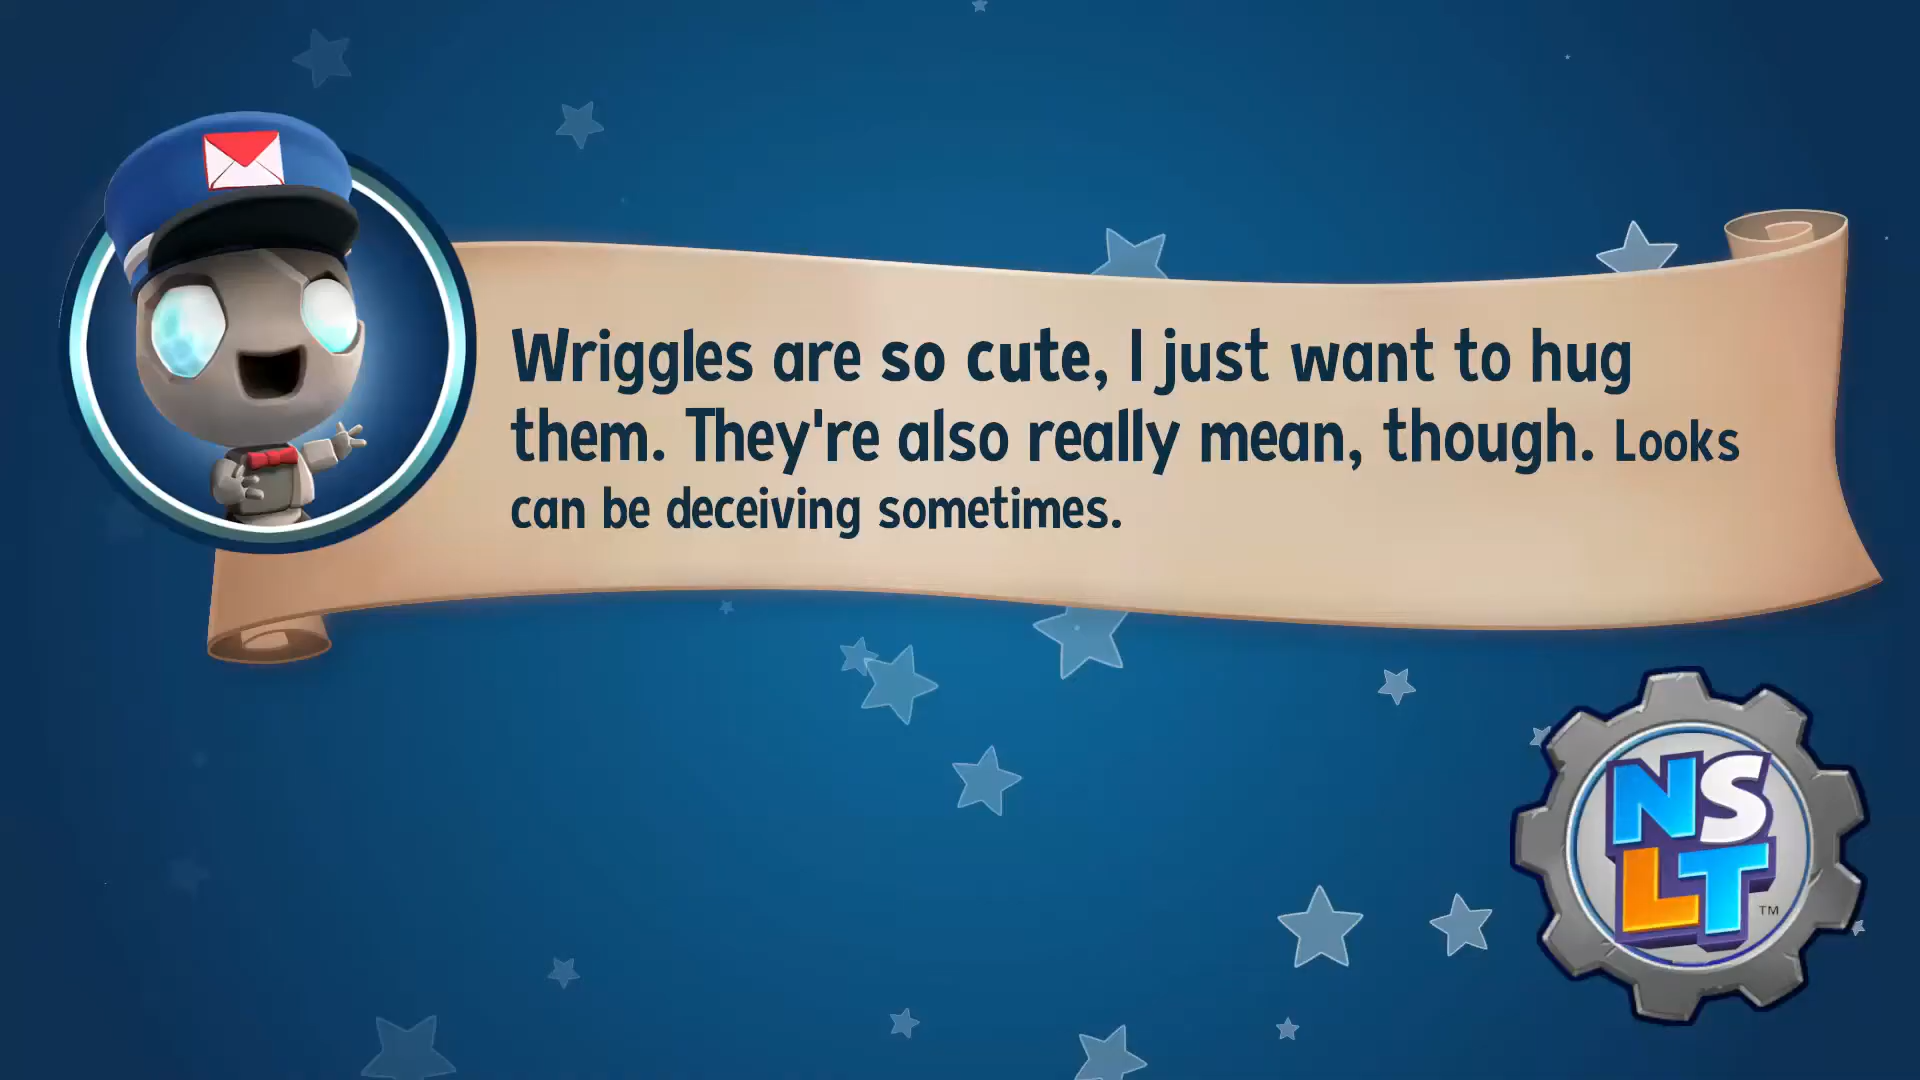 Wriggles are so cute, I just want to hug
them. They're also really mean, though. Looks
can be deceiving sometimes.
NS
LT
TM